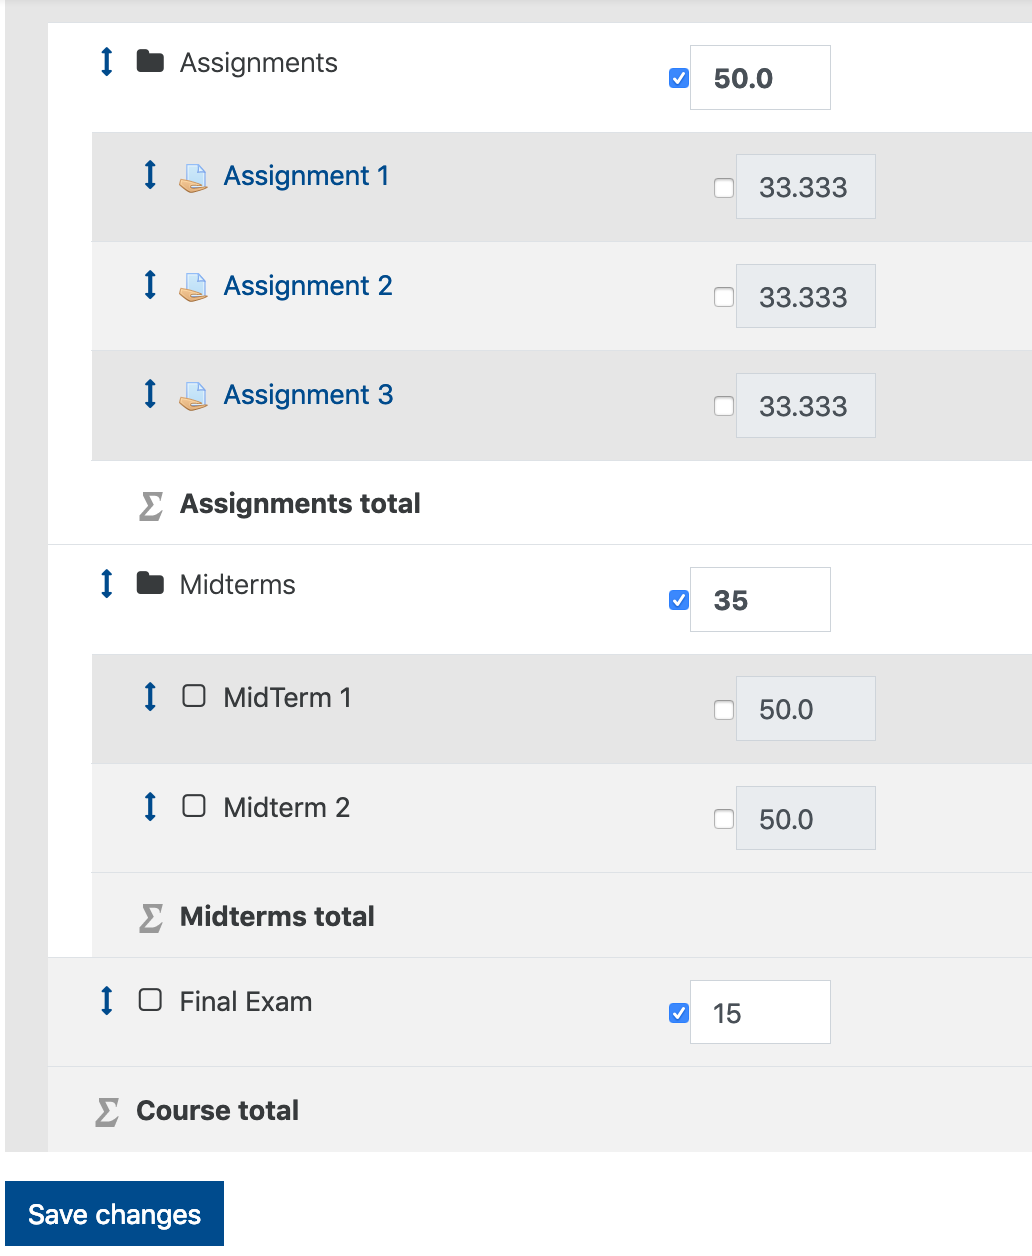 Assignments
50.0
Assignment 1
33.333
Assignment 2
33.333
Assignment 3
33.333
Assignments total
Midterms
35
MidTerm 1
50.0
Midterm 2
50.0
Midterms total
Final Exam
15
Course total
Save changes